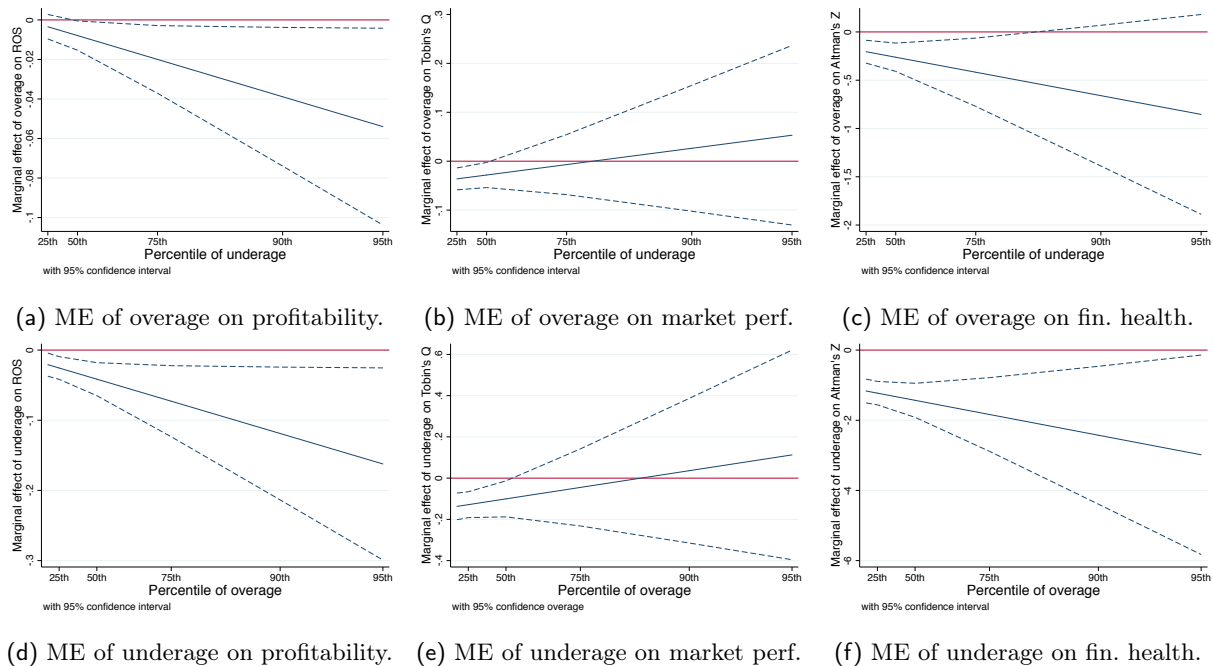 Marginal effect of overage on ROS
0
-.02
-.04
-.06
-.08
-.1
25th 50th 75th 90th 95th
Percentile of underage
with 95% confidence interval
(a) ME of overage on profitability.
Marginal effect of overage on Tobin's Q
.3
.2
.1
0
-.1
25th 50th 75th 90th 95th
Percentile of underage
with 95% confidence interval
(b) ME of overage on market perf.
Marginal effect of overage on Altman's Z
0
-.5
-1
-1.5
-2
25th 50th 75th 90th 95th
Percentile of underage
with 95% confidence interval
(c) ME of overage on fin. health.
Marginal effect of underage on ROS
0
-.1
-.2
-.3
25th 50th 75th 90th 95th
Percentile of overage
with 95% confidence interval
(d) ME of underage on profitability.
Marginal effect of underage on Tobin's Q
.6
.4
.2
0
-.2
-.4
25th 50th 75th 90th 95th
Percentile of overage
with 95% confidence overage
(e) ME of underage on market perf.
Marginal effect of underage on Altman's Z
0
-2
-4
-6
25th 50th 75th 90th 95th
Percentile of overage
with 95% confidence interval
(f) ME of underage on fin. health.